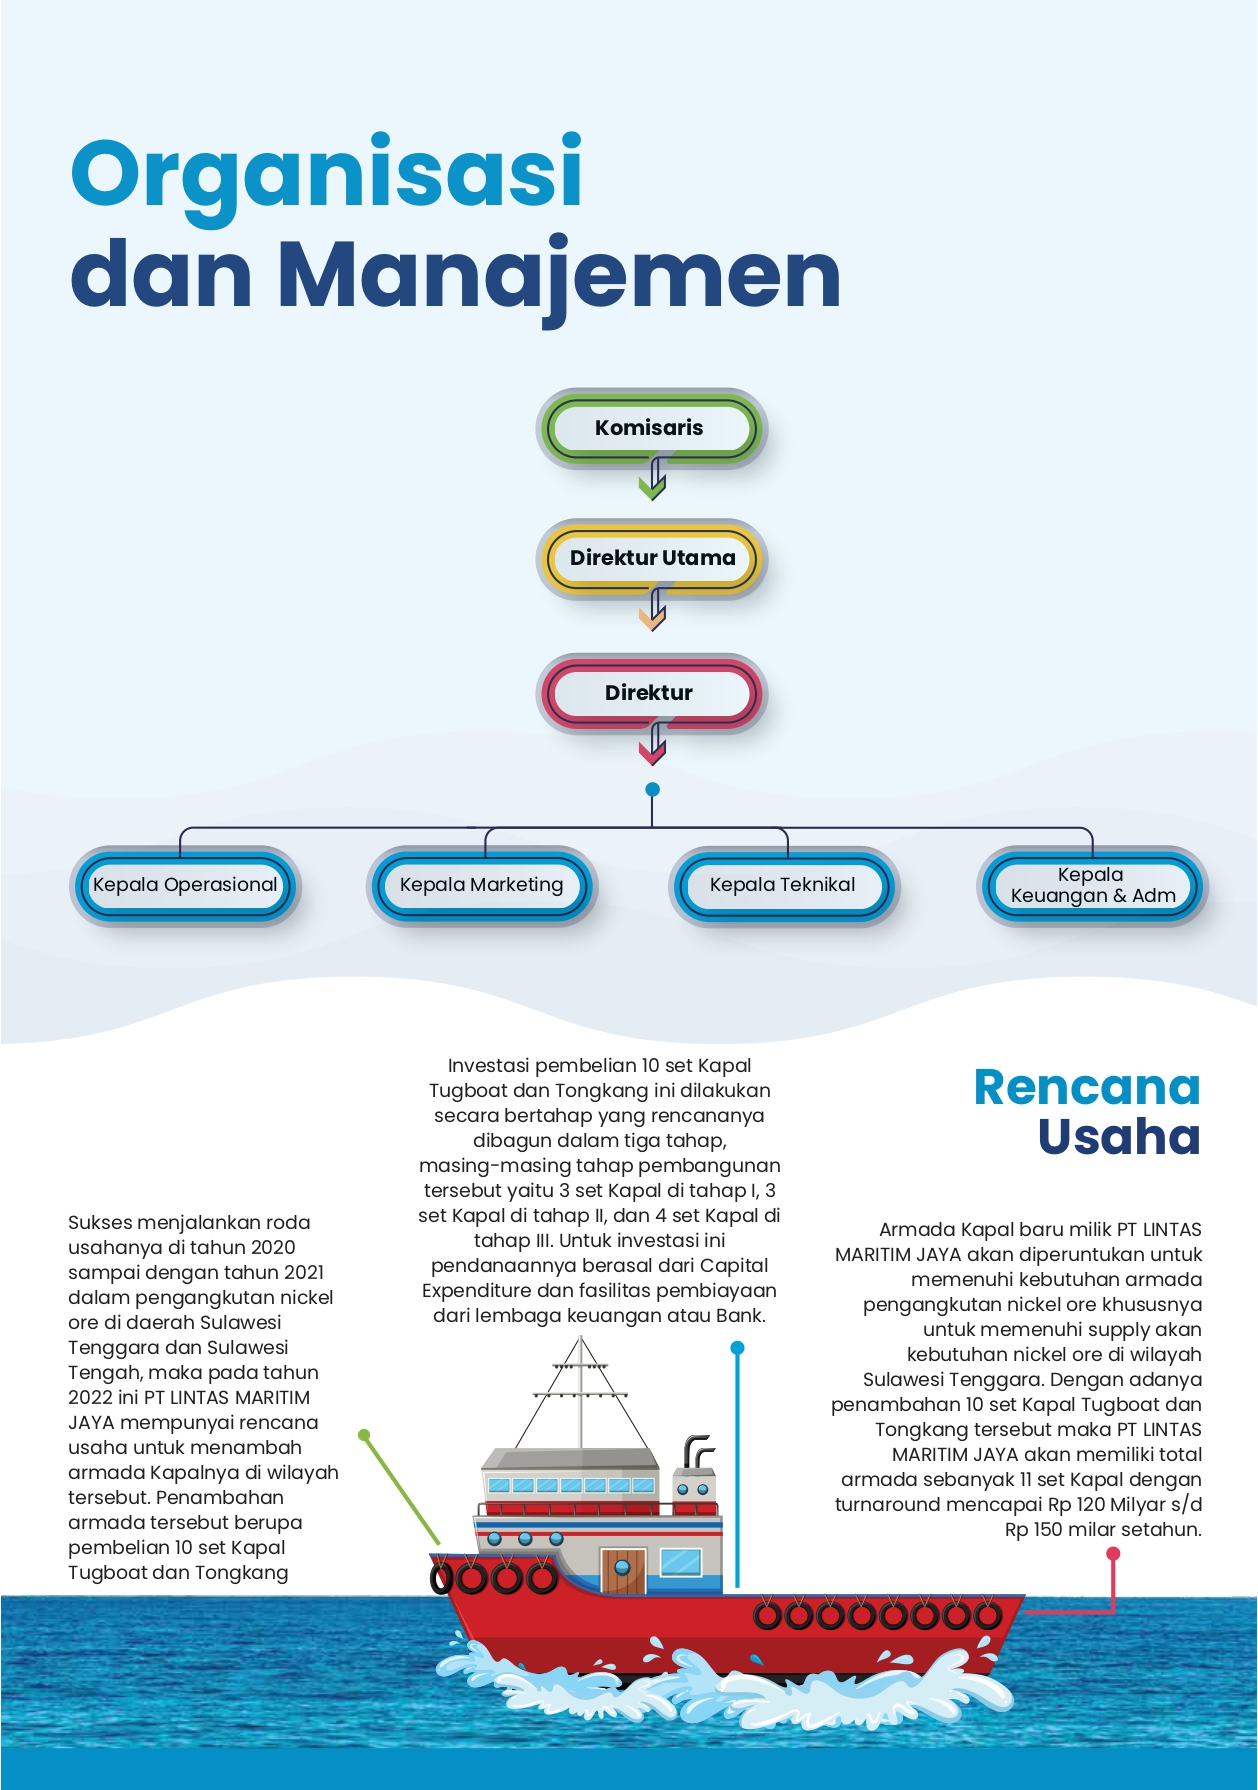 Organisasi
dan Manajemen
Komisaris
Direktur Utama
Direktur
Kepala Operasional
Kepala Marketing
Kepala Teknikal
Kepala
Keuangan & Adm
Rencana
Usaha
Sukses menjalankan roda
usahanya di tahun 2020
sampai dengan tahun 2021
dalam pengangkutan nickel
ore di daerah Sulawesi
Tenggara dan Sulawesi
Tengah, maka pada tahun
2022 ini PT LINTAS MARITIM
JAYA mempunyai rencana
usaha untuk menambah
armada Kapalnya di wilayah
tersebut. Penambahan
armada tersebut berupa
pembelian 10 set Kapal
Tugboat dan Tongkang
Investasi pembelian 10 set Kapal
Tugboat dan Tongkang ini dilakukan
secara bertahap yang rencananya
dibagun dalam tiga tahap,
masing-masing tahap pembangunan
tersebut yaitu 3 set Kapal di tahap I, 3
set Kapal di tahap II, dan 4 set Kapal di
tahap III. Untuk investasi ini
pendanaannya berasal dari Capital
Expenditure dan fasilitas pembiayaan
dari lembaga keuangan atau Bank.
Armada Kapal baru milik PT LINTAS
MARITIM JAYA akan diperuntukan untuk
memenuhi kebutuhan armada
pengangkutan nickel ore khususnya
untuk memenuhi supply akan
kebutuhan nickel ore di wilayah
Sulawesi Tenggara. Dengan adanya
penambahan 10 set Kapal Tugboat dan
Tongkang tersebut maka PT LINTAS
MARITIM JAYA akan memiliki total
armada sebanyak 11 set Kapal dengan
turnaround mencapai Rp 120 Milyar s/d
Rp 150 milar setahun.